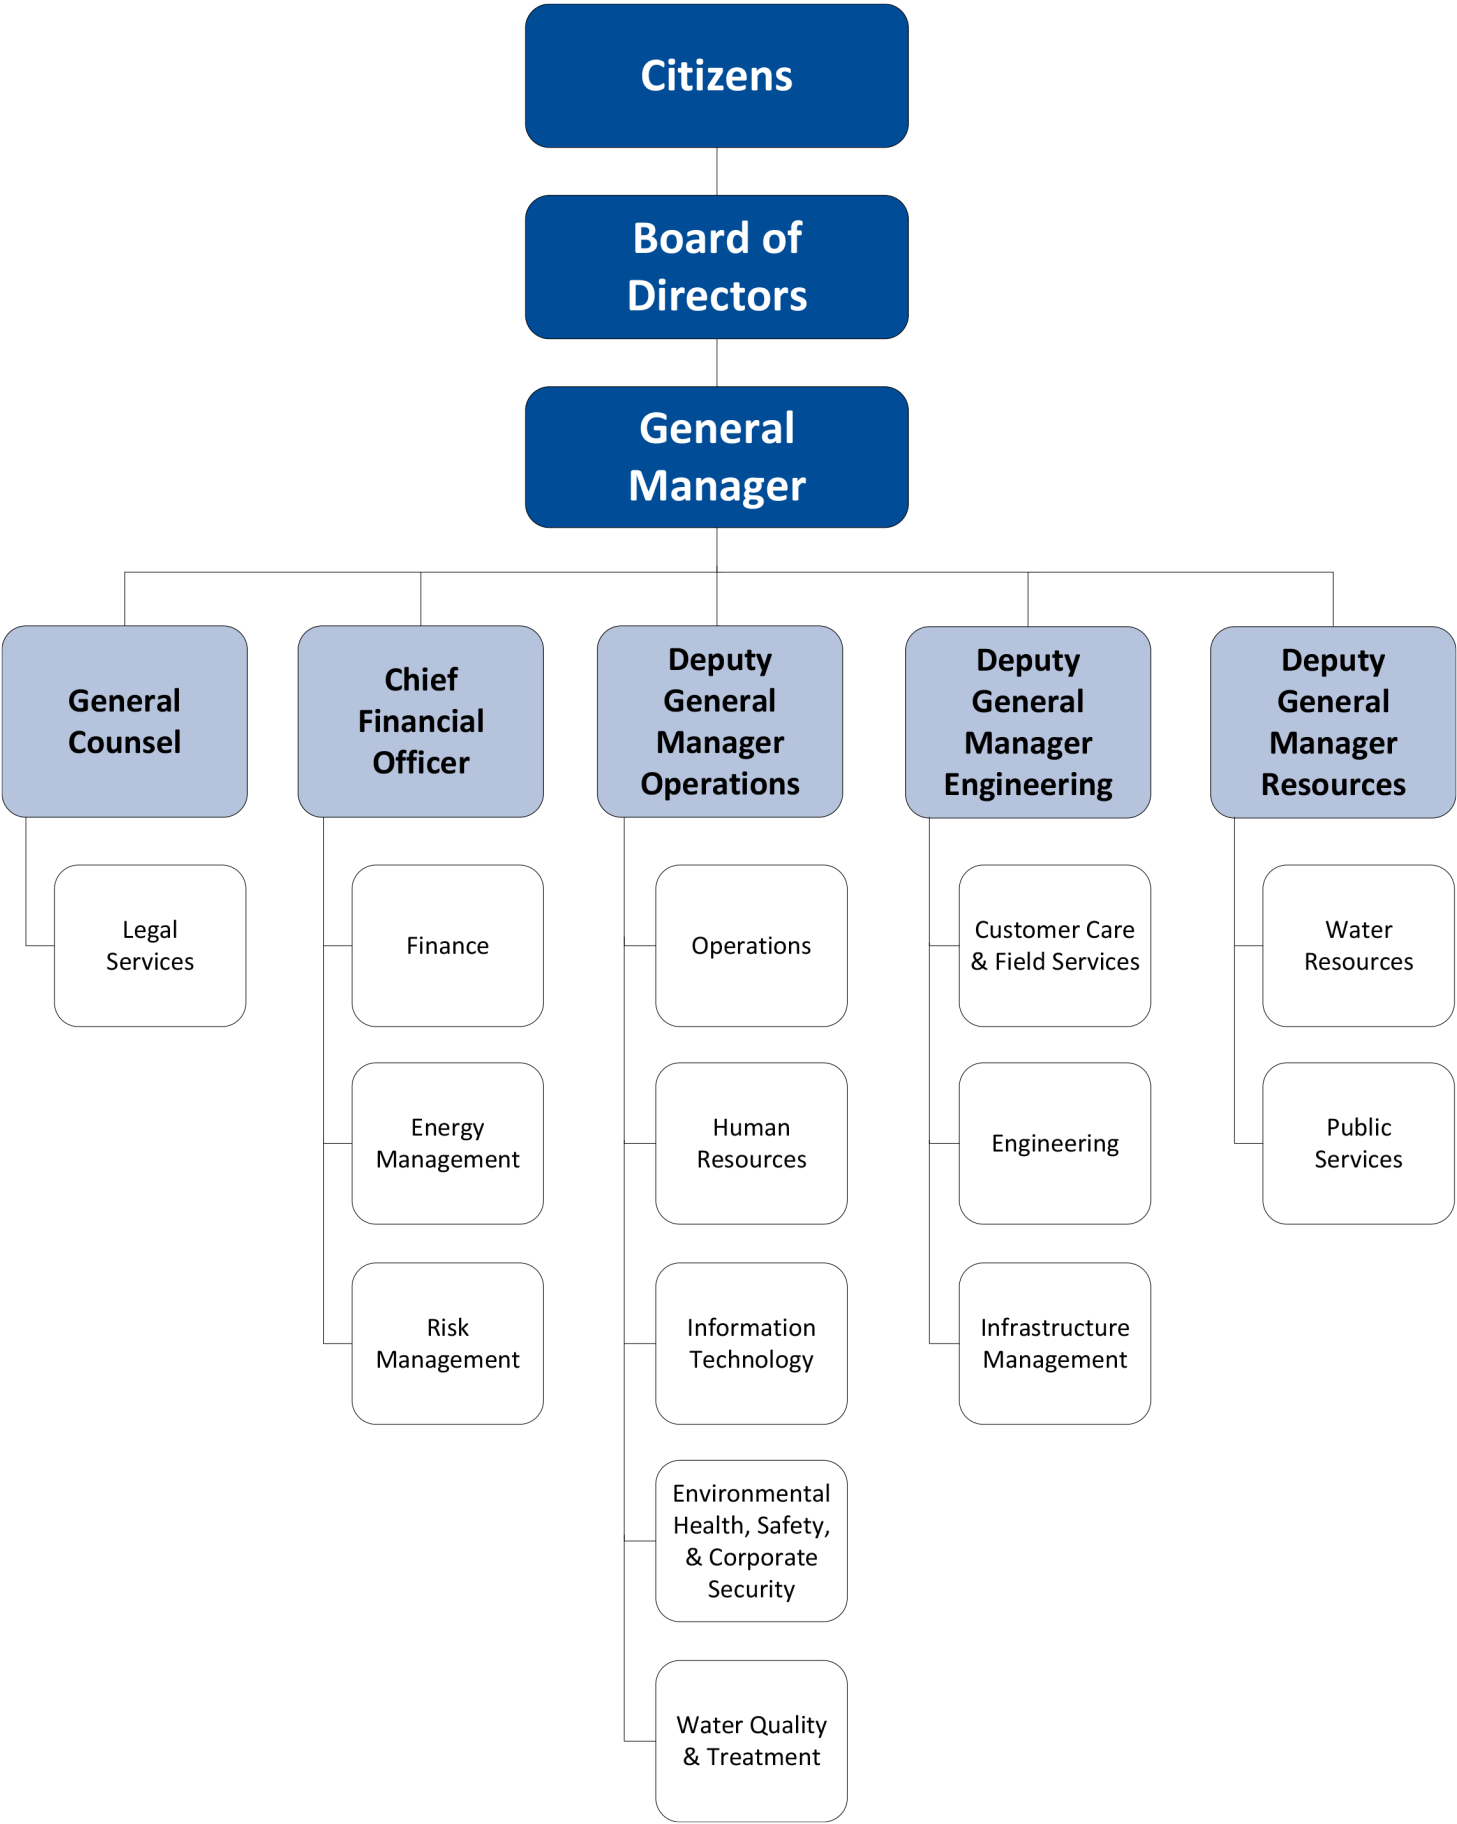 Citizens
Board of
Directors
General
Manager
General
Counsel
Chief
Financial
Officer
Deputy
General
Manager
Operations
Deputy
General
Manager
Engineering
Deputy
General
Manager
Resources
Legal
Services
Finance
Energy
Management
Risk
Management
Operations
Human
Resources
Information
Technology
Environmental
Health, Safety,
& Corporate
Security
Water Quality
& Treatment
Customer Care
& Field Services
Engineering
Infrastructure
Management
Water
Resources
Public
Services